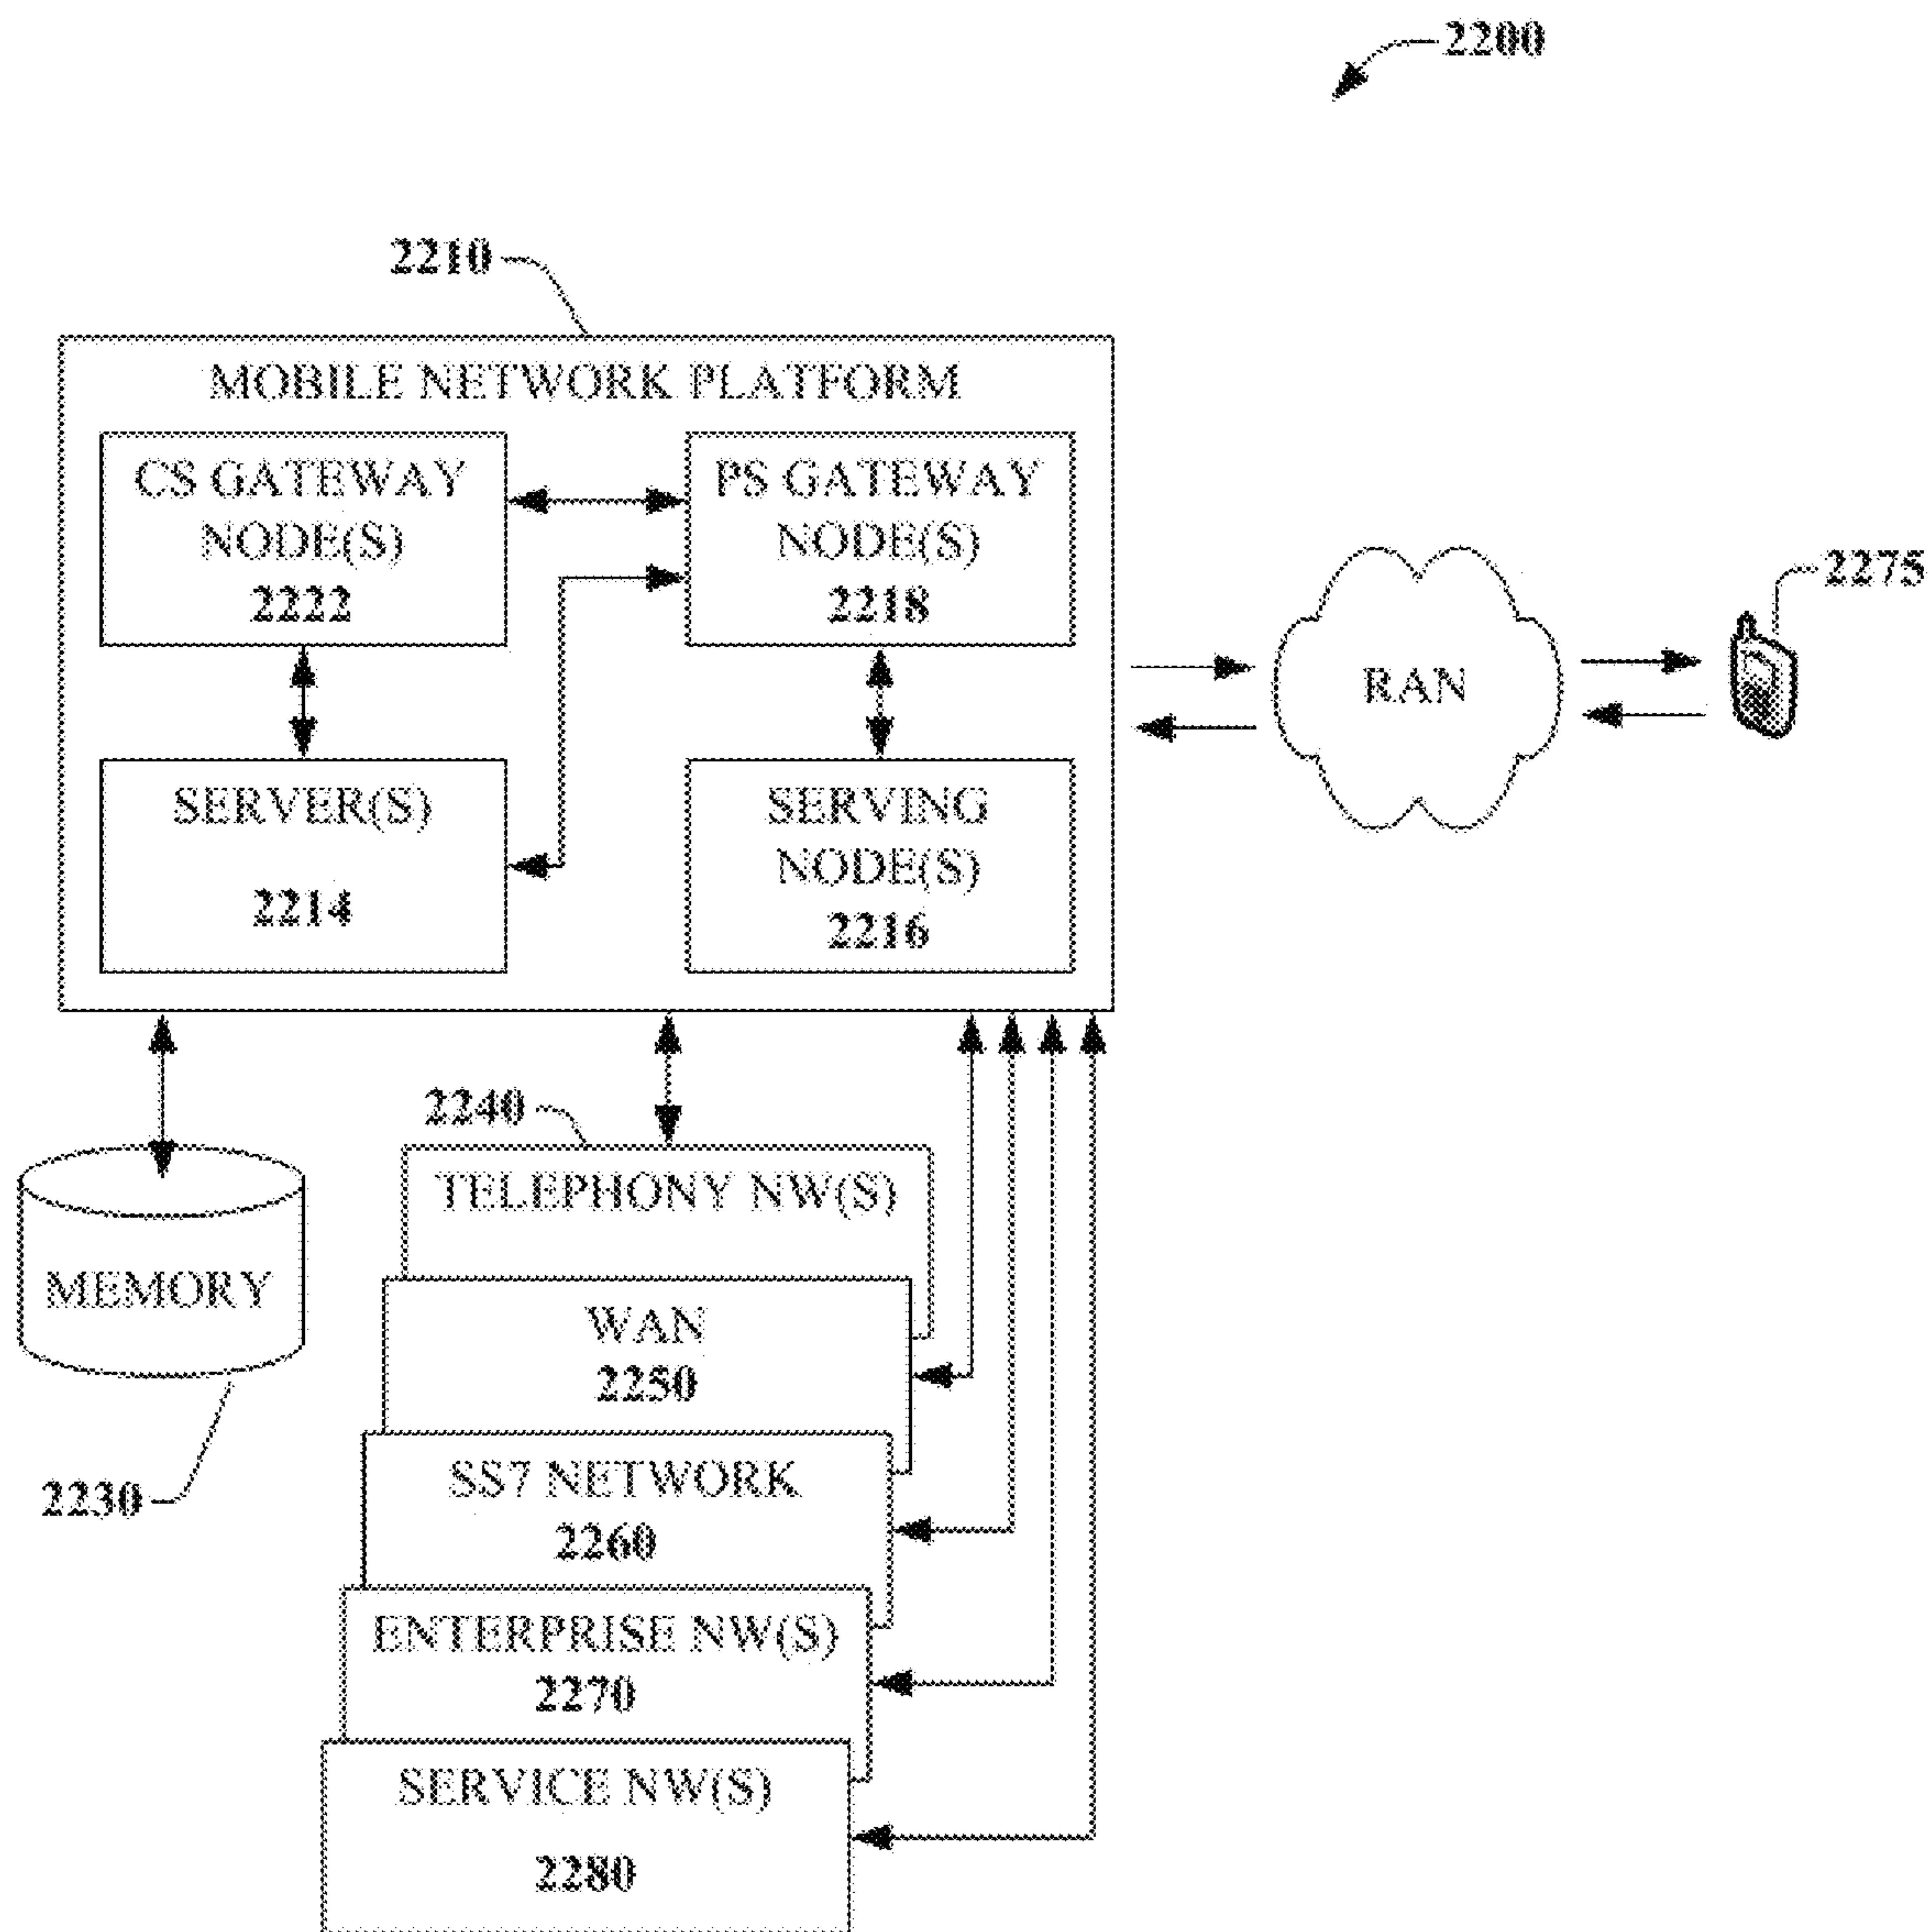 2200
2210
MOBILE NETWORK PLATFORM
CS GATEWAY
NODE(S)
2222
PS GATEWAY
NODE(S)
2218
SERVER(S)
2214
SERVING
NODE(S)
2216
RAN
2275
2240
TELEPHONY NW(S)
MEMORY
2230
WAN
2250
SS7 NETWORK
2260
ENTERPRISE NW(S)
2270
SERVICE NW(S)
2280